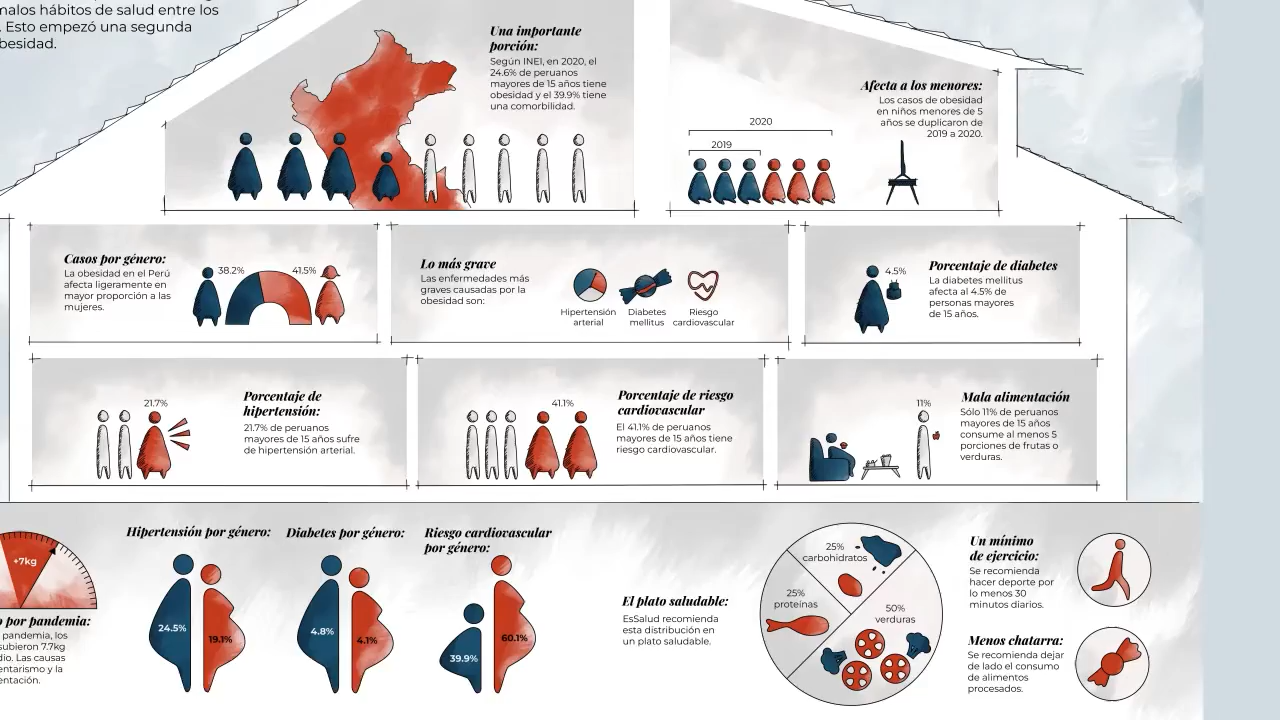 malos hábitos de salud entre los
. Esto empezó una segunda
besidad.
Una importante
porción:
Según INEI, en 2020, el
24.6% de peruanos
mayores de 15 años tiene
obesidad y el 39.9% tiene
una comorbilidad.
Afecta a los menores:
Los casos de obesidad
en niños menores de 5
años se duplicaron de
2019 a 2020.
2020
2019
Casos por género:
La obesidad en el Perú
afecta ligeramente en
mayor proporción a las
mujeres.
38.2%
41.5%
Lo más grave
Las enfermedades más
graves causadas por la
obesidad son:
Hipertensión
arterial
Diabetes
mellitus
Riesgo
cardiovascular
4.5%
Porcentaje de diabetes
La diabetes mellitus
afecta al 4.5% de
personas mayores
de 15 años.
21.7%
Porcentaje de
hipertensión:
21.7% de peruanos
mayores de 15 años sufre
de hipertensión arterial.
41.1%
Porcentaje de riesgo
cardiovascular
El 41.1% de peruanos
mayores de 15 años tiene
riesgo cardiovascular.
11%
Mala alimentación
Sólo 11% de peruanos
mayores de 15 años
consume al menos 5
porciones de frutas o
verduras.
+7kg
o por pandemia:
pandemia, los
subieron 7.7kg
dio. Las causas
entarismo y la
entación.
Hipertensión por género:
24.5%
19.1%
Diabetes por género:
4.8%
4.1%
Riesgo cardiovascular
por género:
39.9%
60.1%
El plato saludable:
EsSalud recomienda
esta distribución en
un plato saludable.
25%
carbohidratos
25%
proteínas
50%
verduras
Un mínimo
de ejercicio:
Se recomienda
hacer deporte por
lo menos 30
minutos diarios.
Menos chatarra:
Se recomienda dejar
de lado el consumo
de alimentos
procesados.